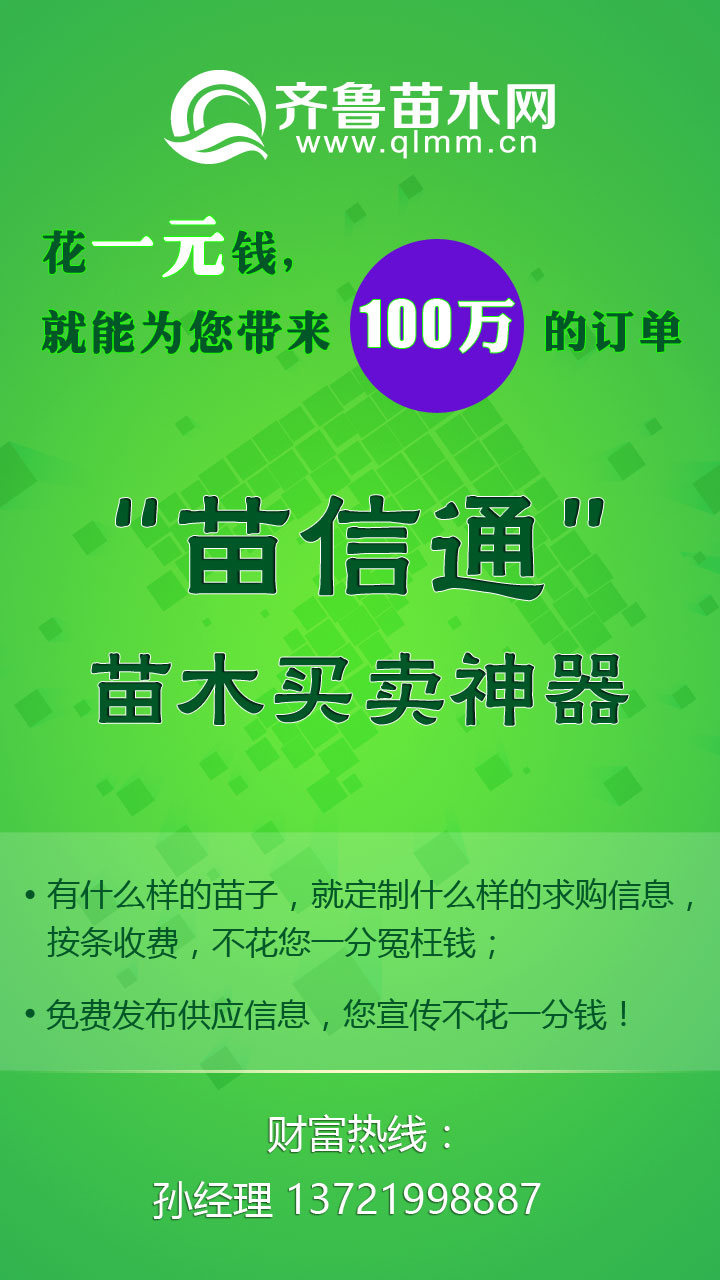 齐鲁苗木网
www.qlmm.cn
花一元钱，
就能为您带来 100万 的订单
"苗信通"
苗木买卖神器
• 有什么样的苗子，就定制什么样的求购信息，
按条收费，不花您一分冤枉钱；
• 免费发布供应信息，您宣传不花一分钱！
财富热线：
孙经理 13721998887